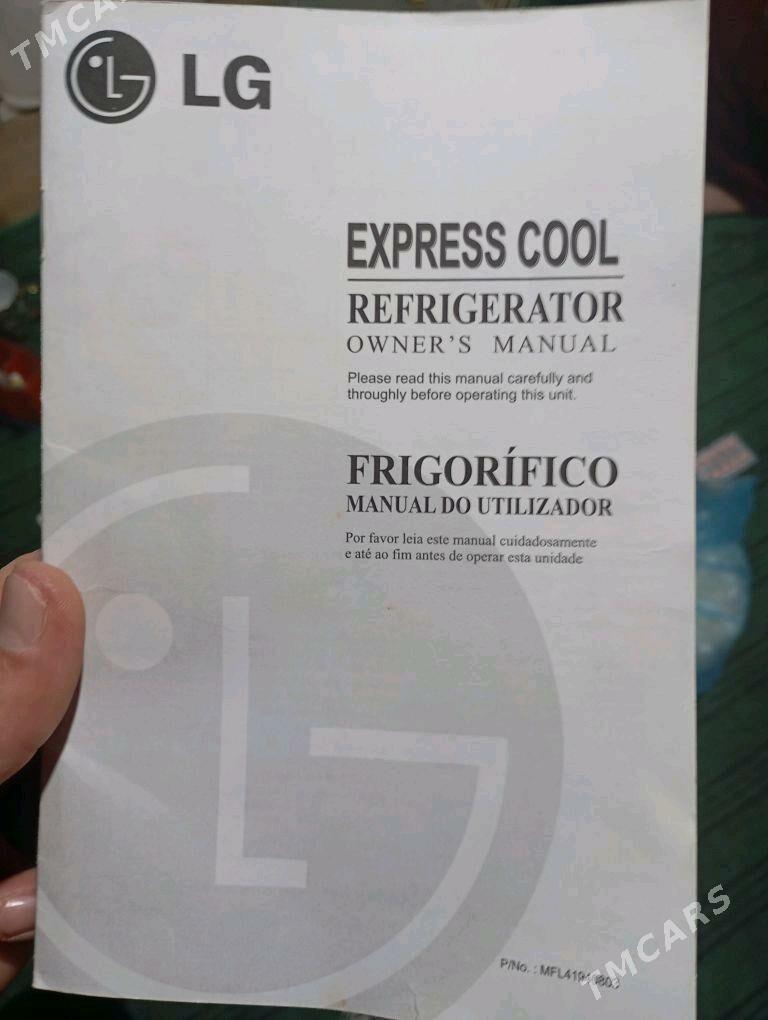 TMCARS
LG
EXPRESS COOL
REFRIGERATOR
OWNER'S MANUAL
Please read this manual carefully and
throughly before operating this unit.
FRIGORÍFICO
MANUAL DO UTILIZADOR
Por favor leia este manual cuidadosamente
e até ao fim antes de operar esta unidade
P/No. :
TMCARS